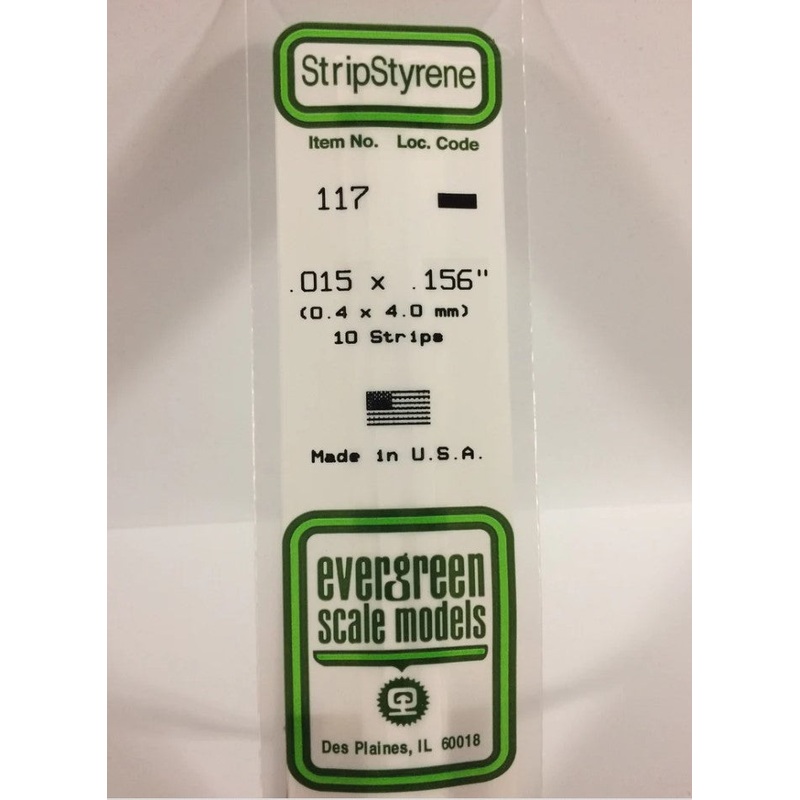 StripStyrene
Item No. Loc. Code
117
.015 x .156"
(0.4 x 4.0 mm)
10 Strips
Made in U.S.A.
evergreen
scale models
Des Plaines, IL 60018